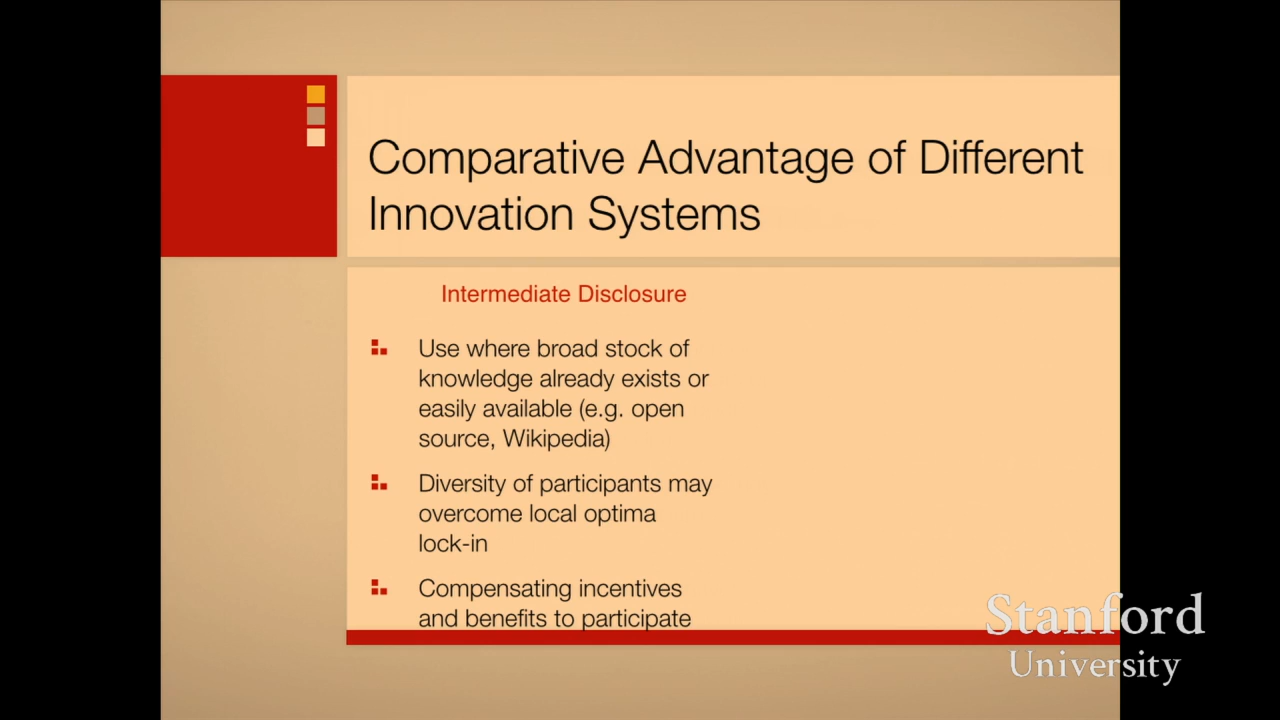 Comparative Advantage of Different
Innovation Systems
Intermediate Disclosure
Use where broad stock of
knowledge already exists or
easily available (e.g. open
source, Wikipedia)
Diversity of participants may
overcome local optima
lock-in
Compensating incentives
and benefits to participate
Stanford
University